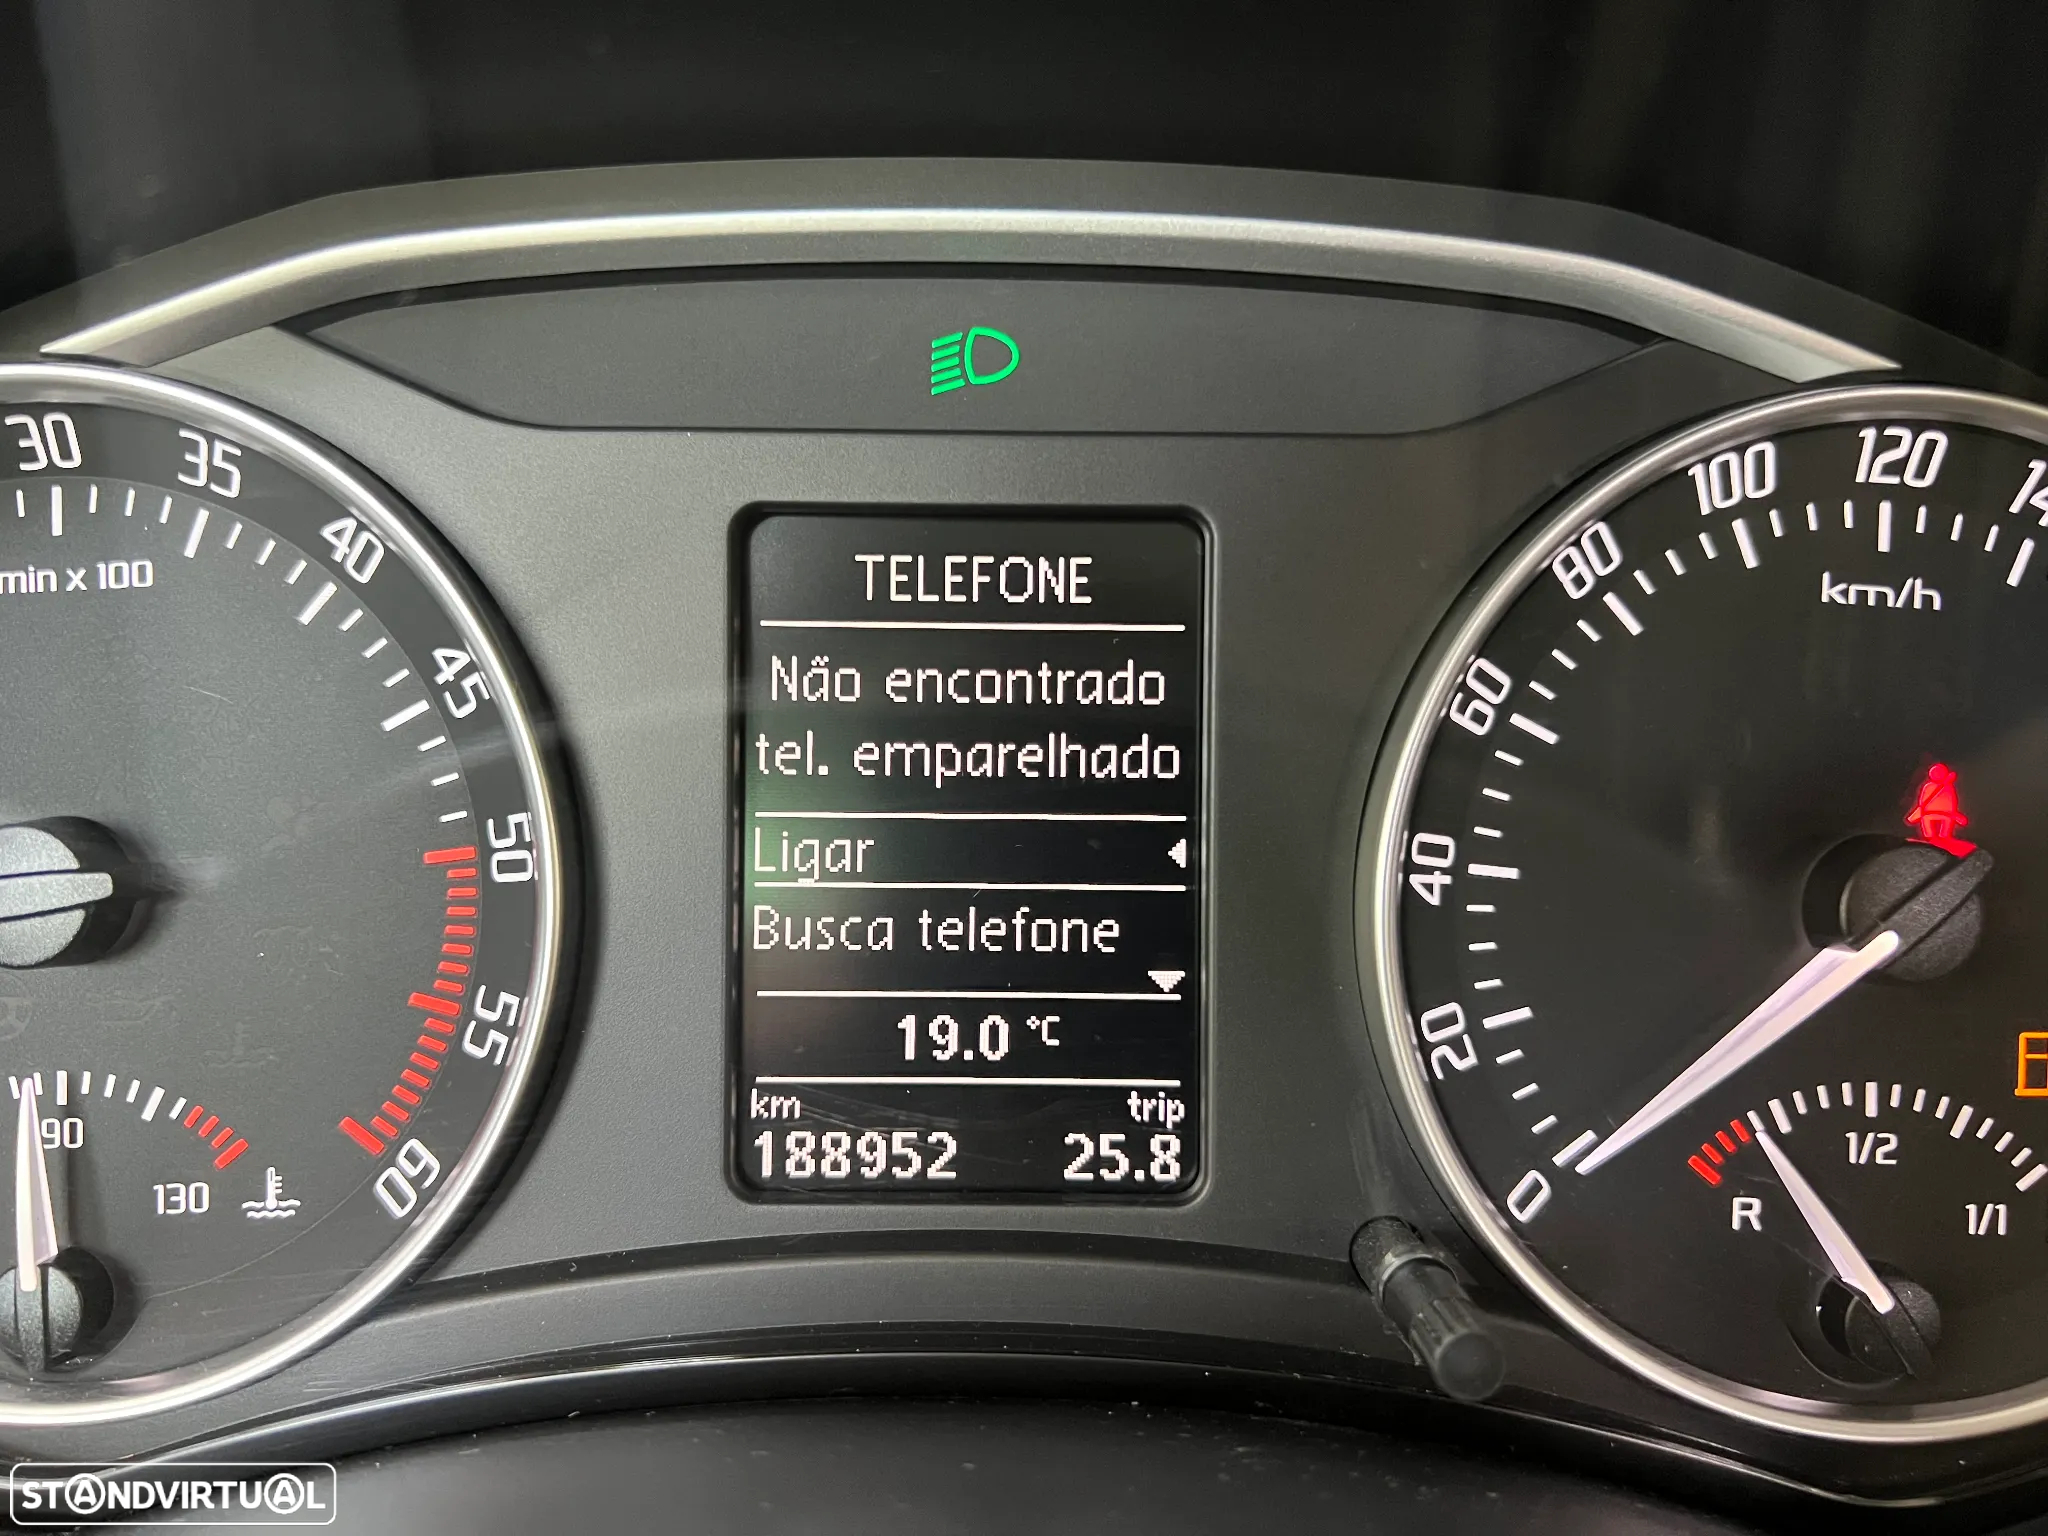 30
35
40
45
50
55
60
min x 100
90
130
TELEFONE
Não encontrado
tel. emparelhado
Ligar
Busca telefone
19.0 °C
km
trip
188952
25.8
0
20
40
60
80
100
120
km/h
R
1/2
1/1
STANDVIRTUAL